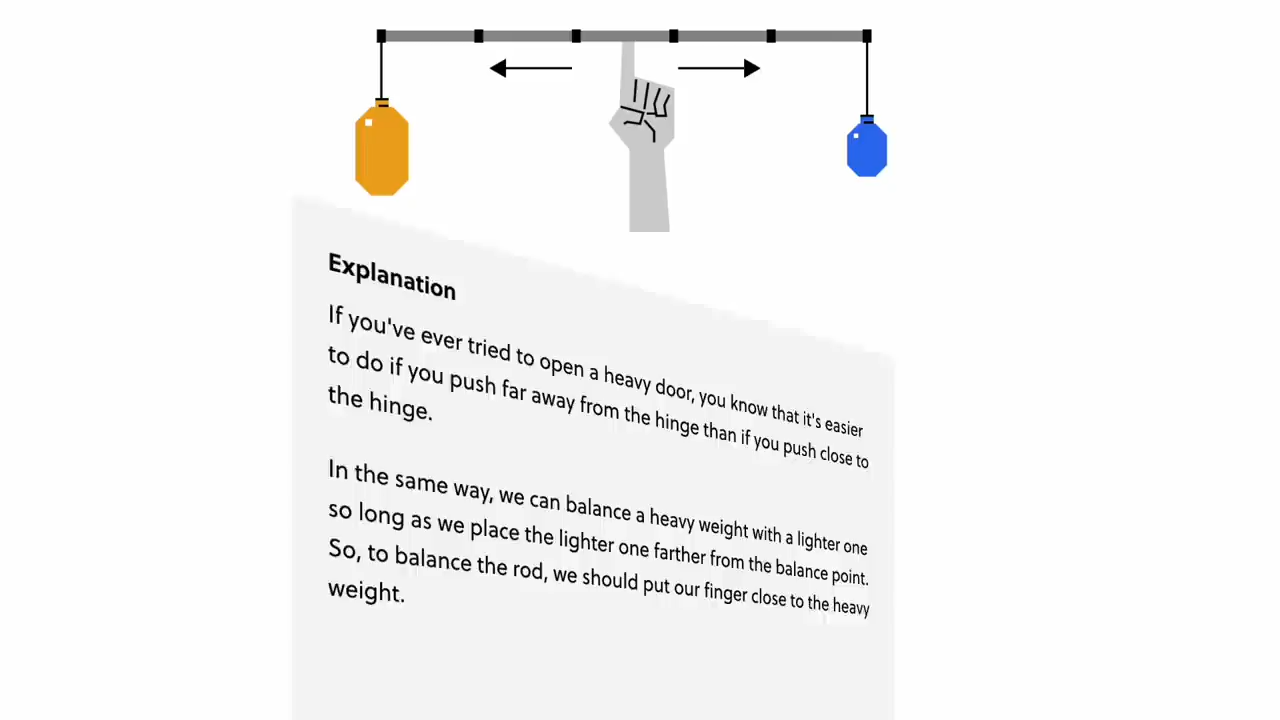 Explanation
If you've ever tried to open a heavy door, you know that it's easier
to do if you push far away from the hinge than if you push close to
the hinge.
In the same way, we can balance a heavy weight with a lighter one
so long as we place the lighter one farther from the balance point.
So, to balance the rod, we should put our finger close to the heavy
weight.